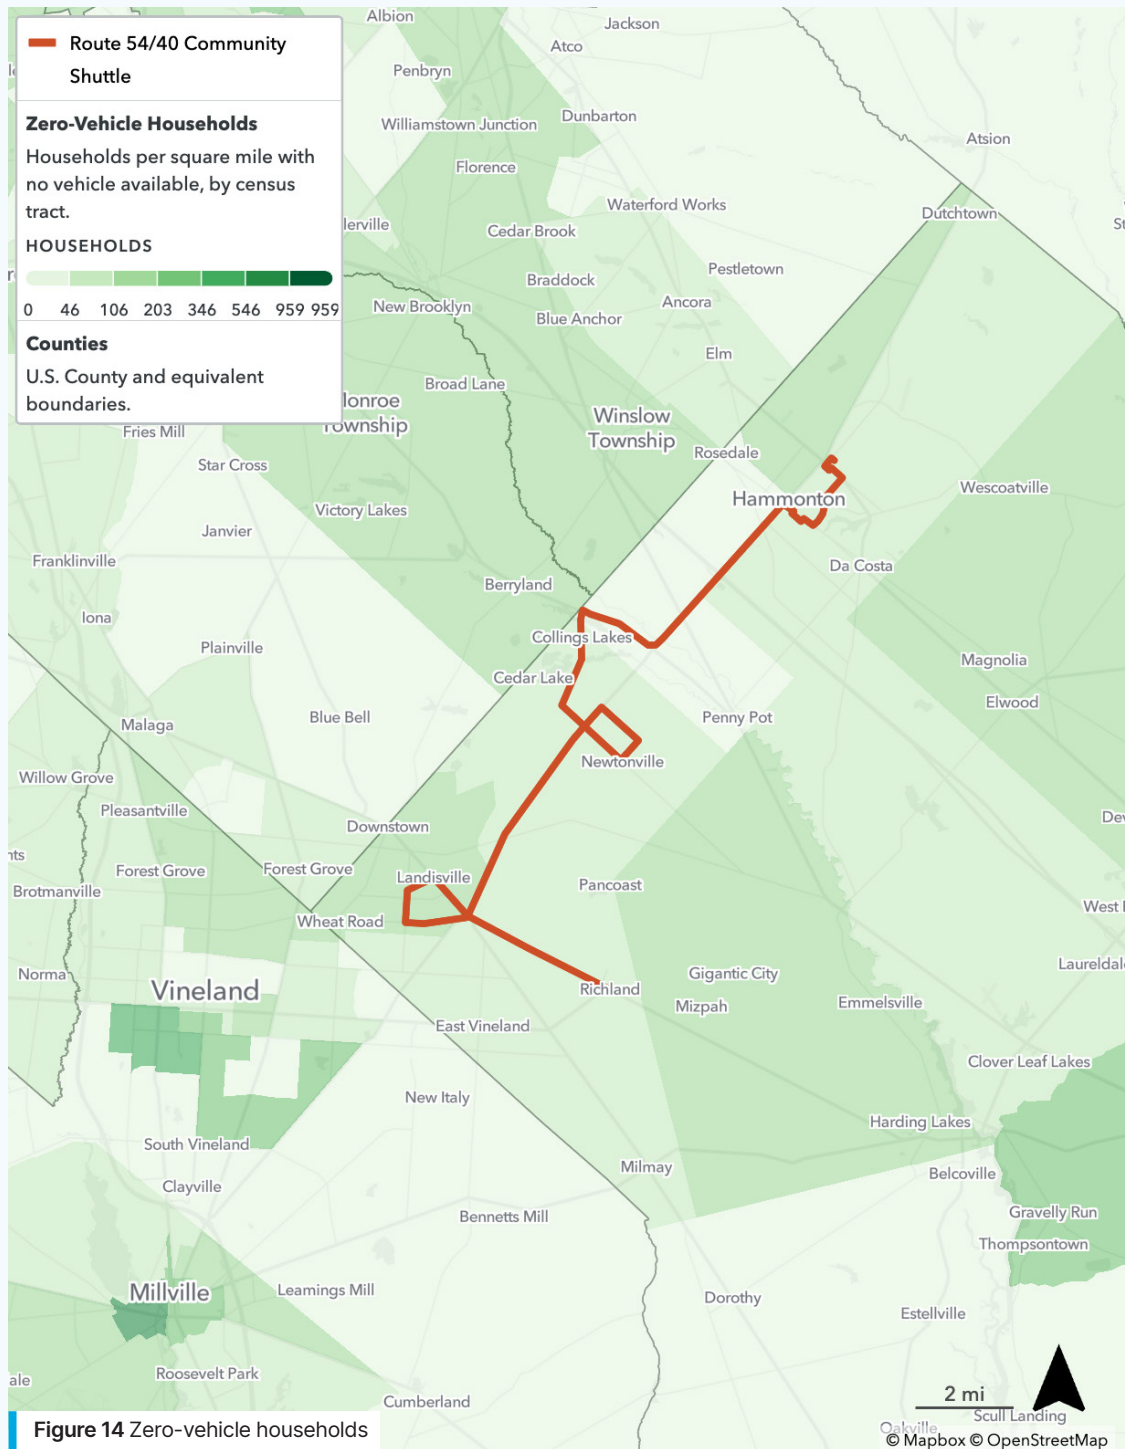 Route 54/40 Community
Shuttle
Zero-Vehicle Households
Households per square mile with
no vehicle available, by census
tract.
HOUSEHOLDS
0 46 106 203 346 546 959 959
Counties
U.S. County and equivalent
boundaries.
Albion
Jackson
Atco
Penbryn
Dunbarton
Williamstown Junction
Atsion
Florence
Waterford Works
Dutchtown
Cedar Brook
Pestletown
Braddock
Ancora
New Brooklyn
Blue Anchor
Elm
Broad Lane
Winslow
Township
Township
Fries Mill
Rosedale
Star Cross
Wescoatville
Hammonton
Victory Lakes
Janvier
Franklinville
Da Costa
Berryland
Iona
Collings Lakes
Plainville
Magnolia
Cedar Lake
Elwood
Blue Bell
Penny Pot
Malaga
Newtonville
Willow Grove
Pleasantville
Downstown
Forest Grove
Forest Grove
Landisville
Pancoast
Brotmanville
Wheat Road
West
Norma
Gigantic City
Vineland
Richland
Mizpah
Emmelsville
East Vineland
Clover Leaf Lakes
New Italy
Harding Lakes
South Vineland
Milmay
Belcoville
Clayville
Bennetts Mill
Gravelly Run
Thompsontown
Millville
Leamings Mill
Dorothy
Estellville
Roosevelt Park
2 mi
Cumberland
Scull Landing
Oakville
Figure 14 Zero-vehicle households
© Mapbox © OpenStreetMap